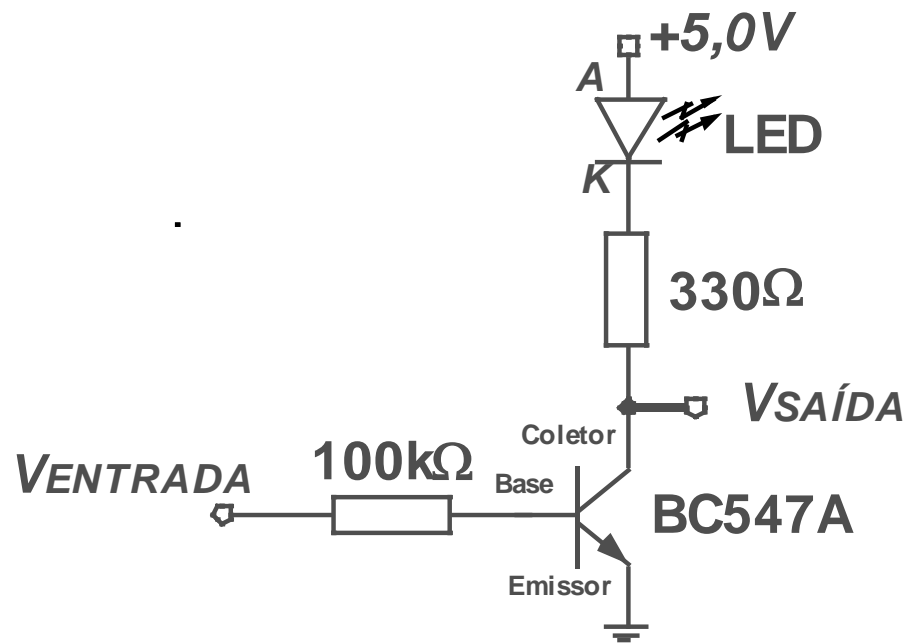 +5,0V
A
LED
K
330Ω
VSAÍDA
Coletor
100kΩ
VENTRADA
Base
BC547A
Emissor